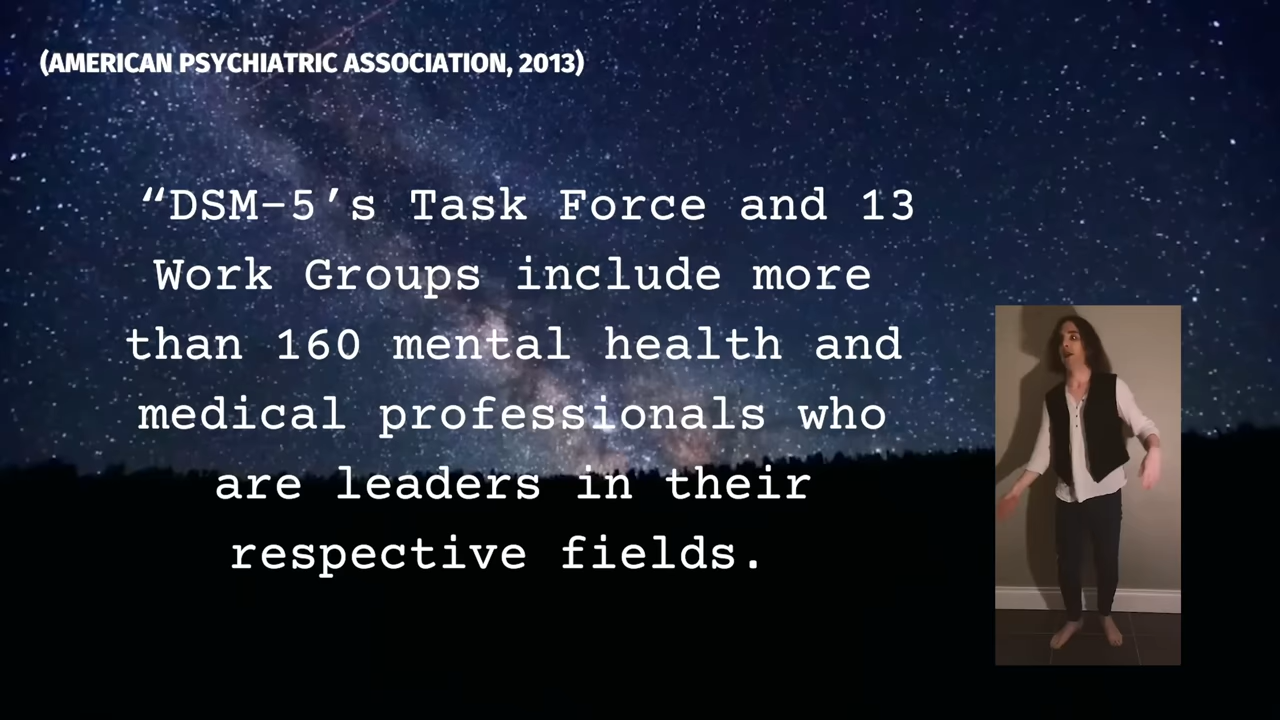 (AMERICAN PSYCHIATRIC ASSOCIATION, 2013)
“DSM–5’s Task Force and 13
Work Groups include more
than 160 mental health and
medical professionals who
are leaders in their
respective fields.